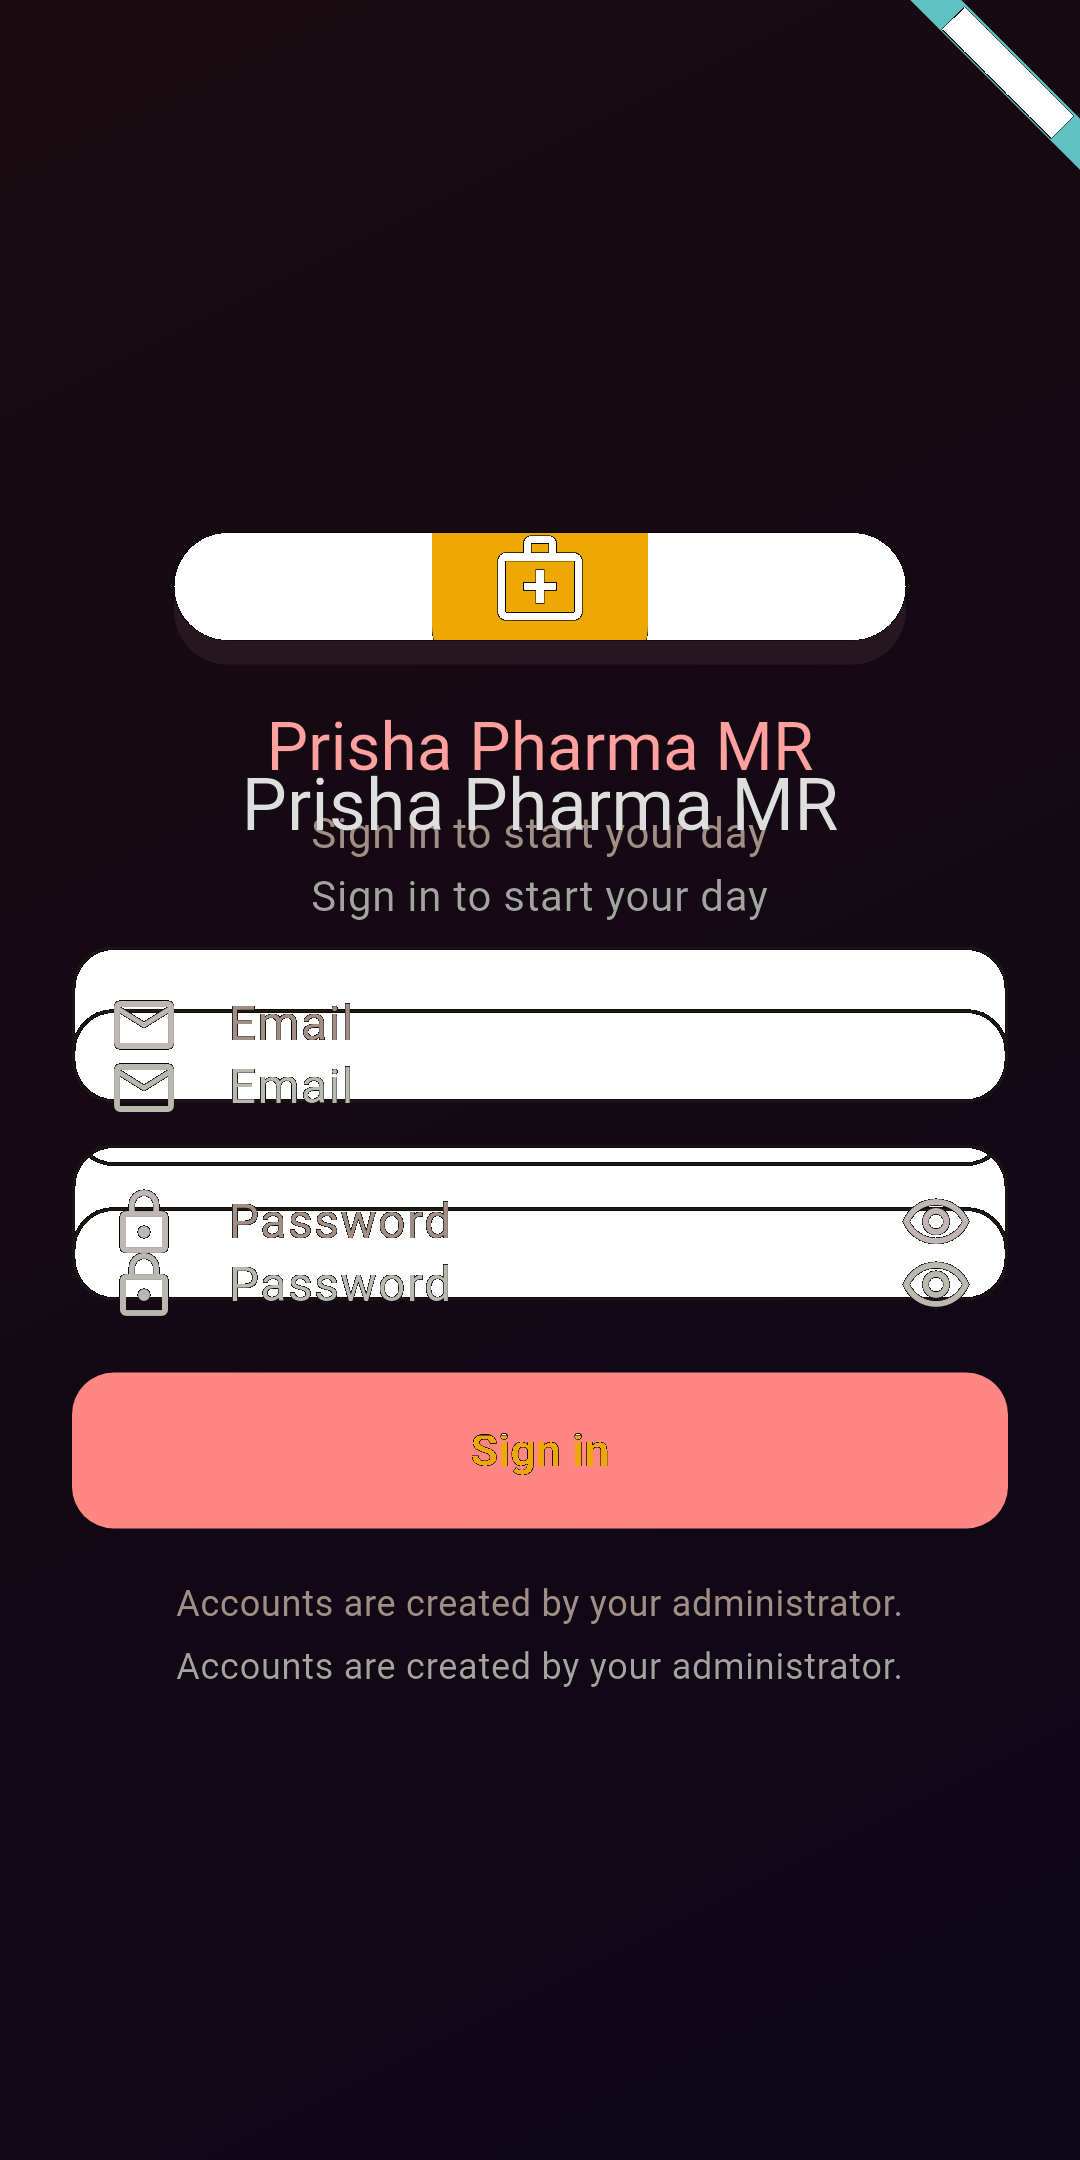 Prisha Pharma MR
Prisha Pharma MR
Sign in to start your day
Sign in to start your day
Email
Email
Password
Password
Sign in
Accounts are created by your administrator.
Accounts are created by your administrator.